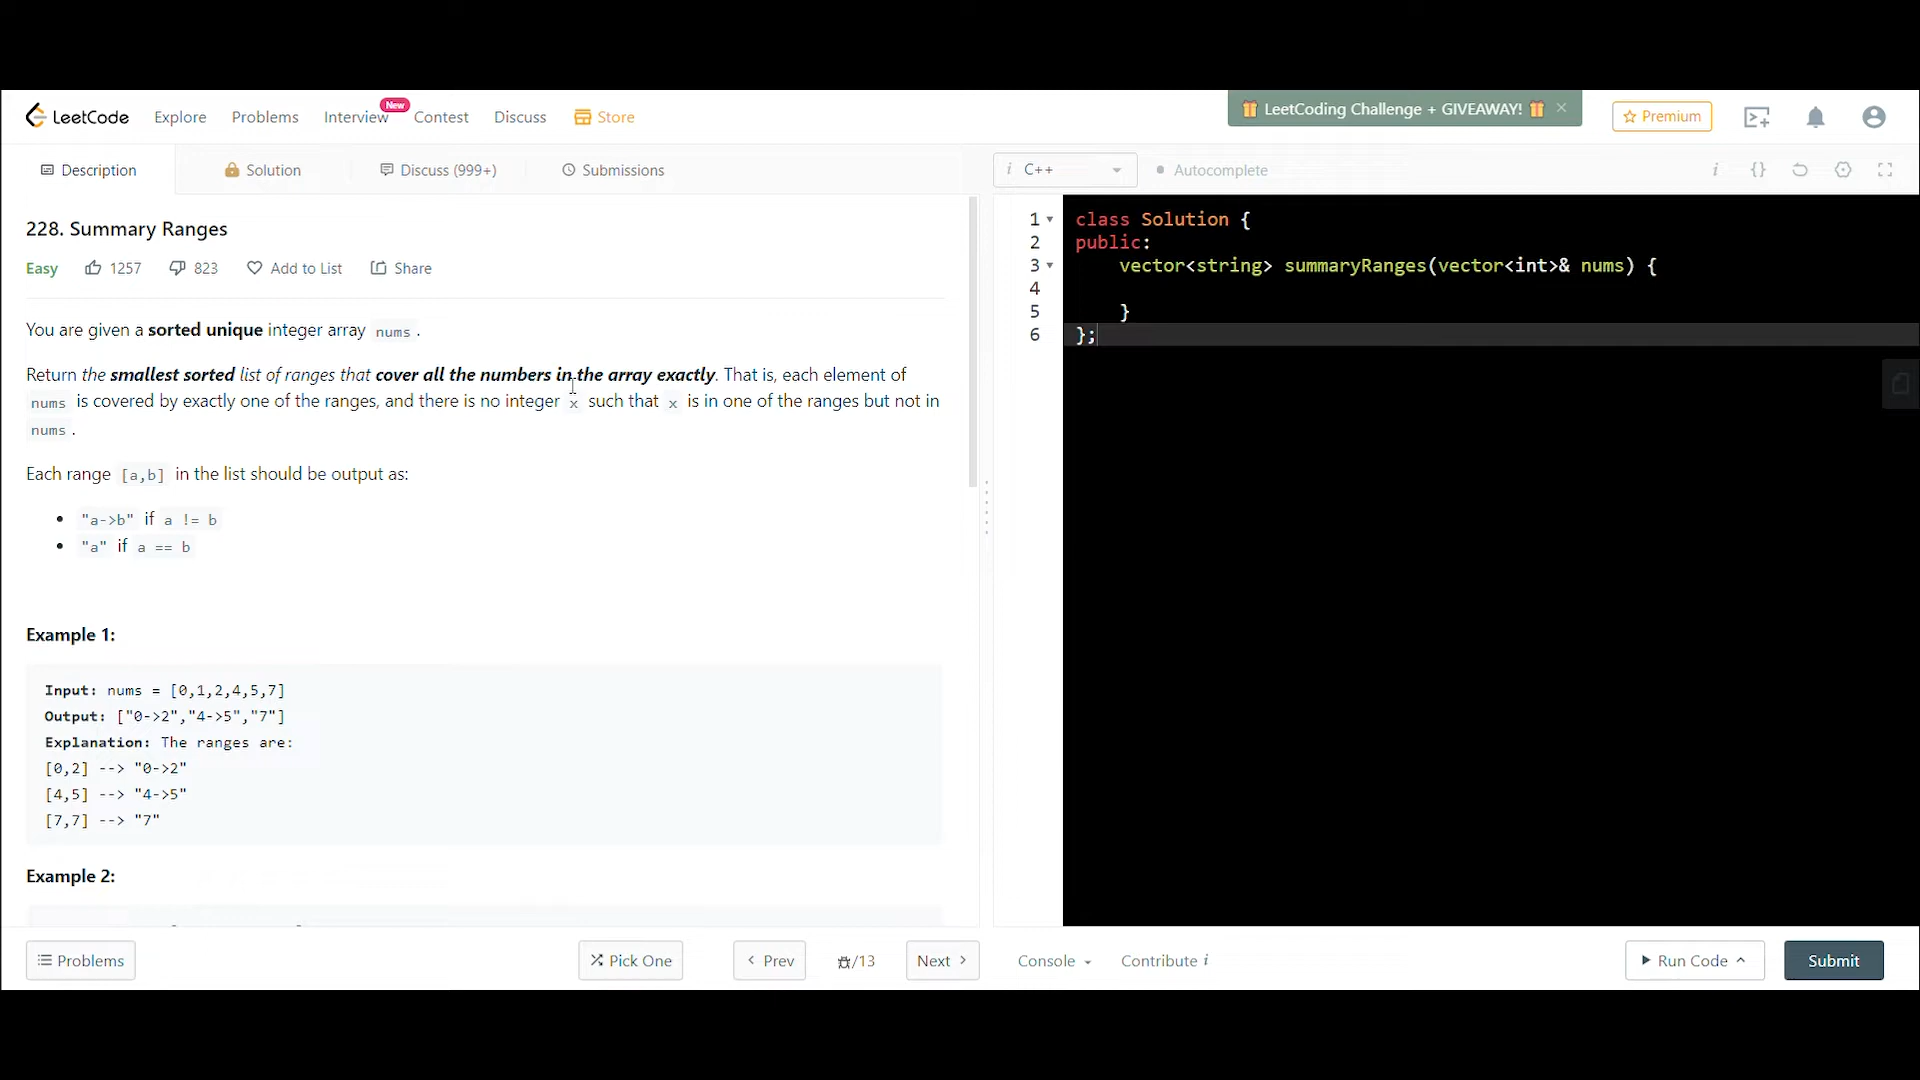 LeetCode Explore Problems Interview New Contest Discuss Store LeetCoding Challenge + GIVEAWAY! Premium
Description Solution Discuss (999+) Submissions
228. Summary Ranges
Easy 1257 823 Add to List Share
You are given a sorted unique integer array nums .
Return the smallest sorted list of ranges that cover all the numbers in the array exactly. That is, each element of
nums is covered by exactly one of the ranges, and there is no integer x such that x is in one of the ranges but not in
nums .
Each range [a,b] in the list should be output as:
• "a->b" if a != b
• "a" if a == b
Example 1:
Input: nums = [0,1,2,4,5,7]
Output: ["0->2","4->5","7"]
Explanation: The ranges are:
[0,2] --> "0->2"
[4,5] --> "4->5"
[7,7] --> "7"
Example 2:
i C++ Autocomplete i {}
1 class Solution {
2 public:
3 vector<string> summaryRanges(vector<int>& nums) {
4
5 }
6 };
Problems Pick One < Prev /13 Next > Console Contribute i Run Code Submit